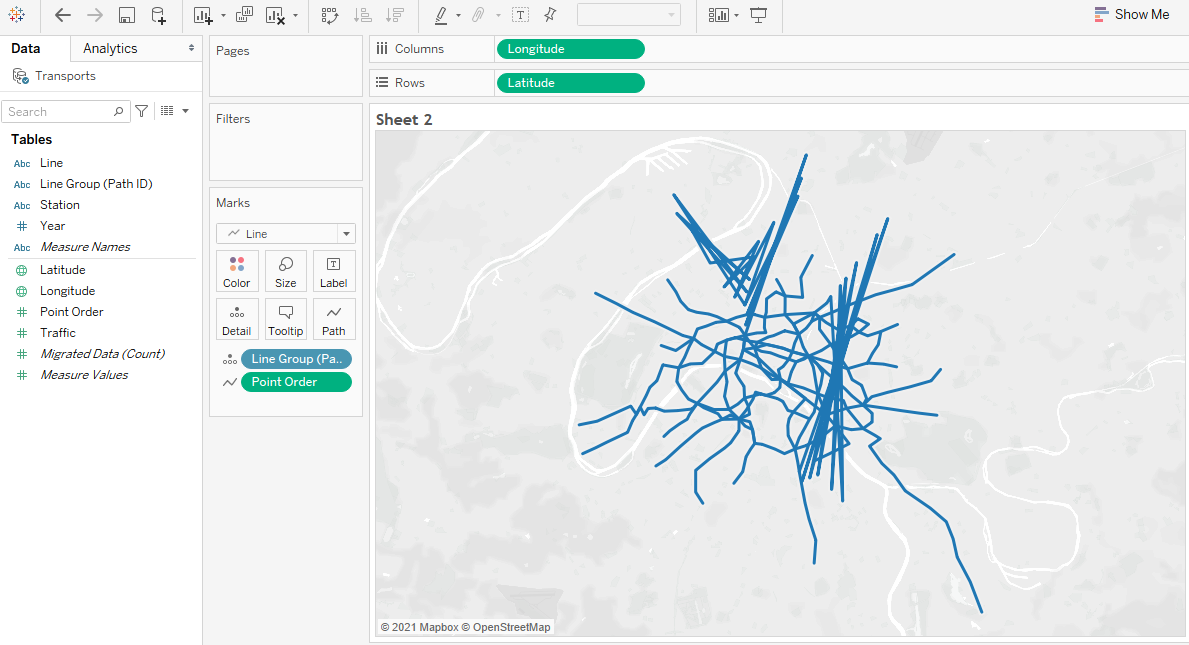 Show Me
Data
Analytics
Pages
Columns
Longitude
Transports
Rows
Latitude
Search
Filters
Sheet 2
Tables
Abc Line
Abc Line Group (Path ID)
Abc Station
# Year
Abc Measure Names
Latitude
Longitude
# Point Order
# Traffic
# Migrated Data (Count)
# Measure Values
Marks
Line
Color
Size
Label
Detail
Tooltip
Path
Line Group (Pa..
Point Order
© 2021 Mapbox © OpenStreetMap